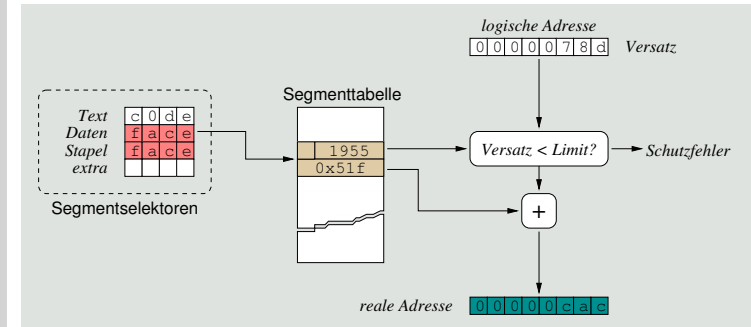 logische Adresse
0 0 0 0 0 7 8 d Versatz
Segmenttabelle
Text c 0 d e
Daten f a c e
Stapel f a c e
extra
1955
0x51f
Versatz < Limit?
Schutzfehler
Segmentselektoren
+
reale Adresse 0 0 0 0 0 c a c